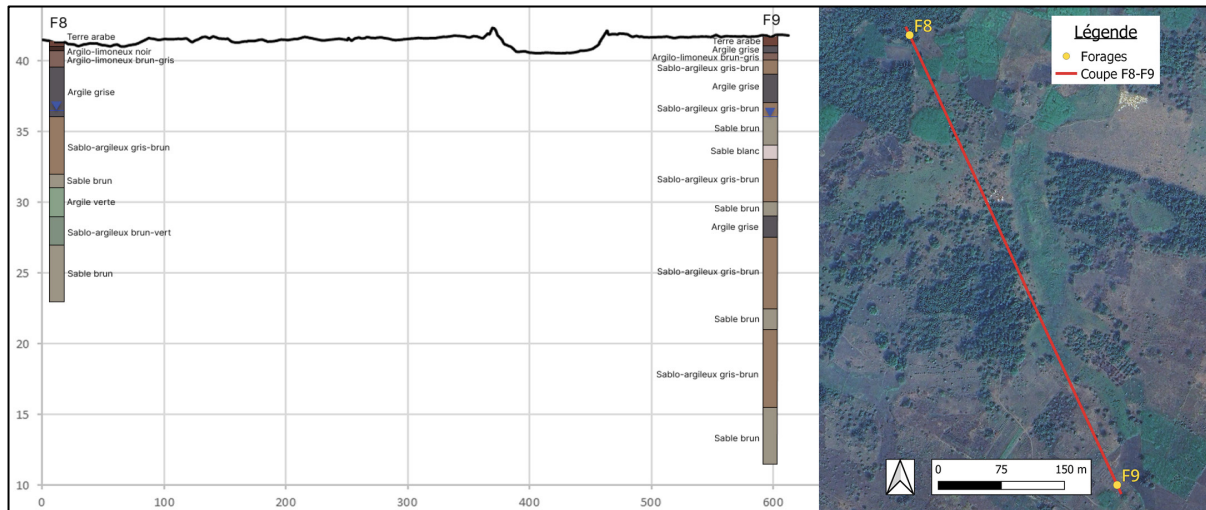 F8
F9
Terre arabe
Argilo-limoneux noir
Argilo-limoneux brun-gris
Argile grise
Sablo-argileux gris-brun
Sable brun
Argile verte
Sablo-argileux brun-vert
Sable brun
Terre arabe
Argile grise
Argilo-limoneux brun-gris
Sablo-argileux gris-brun
Argile grise
Sablo-argileux gris-brun
Sable brun
Sable blanc
Sablo-argileux gris-brun
Sable brun
Argile grise
Sablo-argileux gris-brun
Sable brun
Sablo-argileux gris-brun
Sable brun
40
35
30
25
20
15
10
0 100 200 300 400 500 600
F8
Légende
Forages
Coupe F8-F9
0 75 150 m
F9